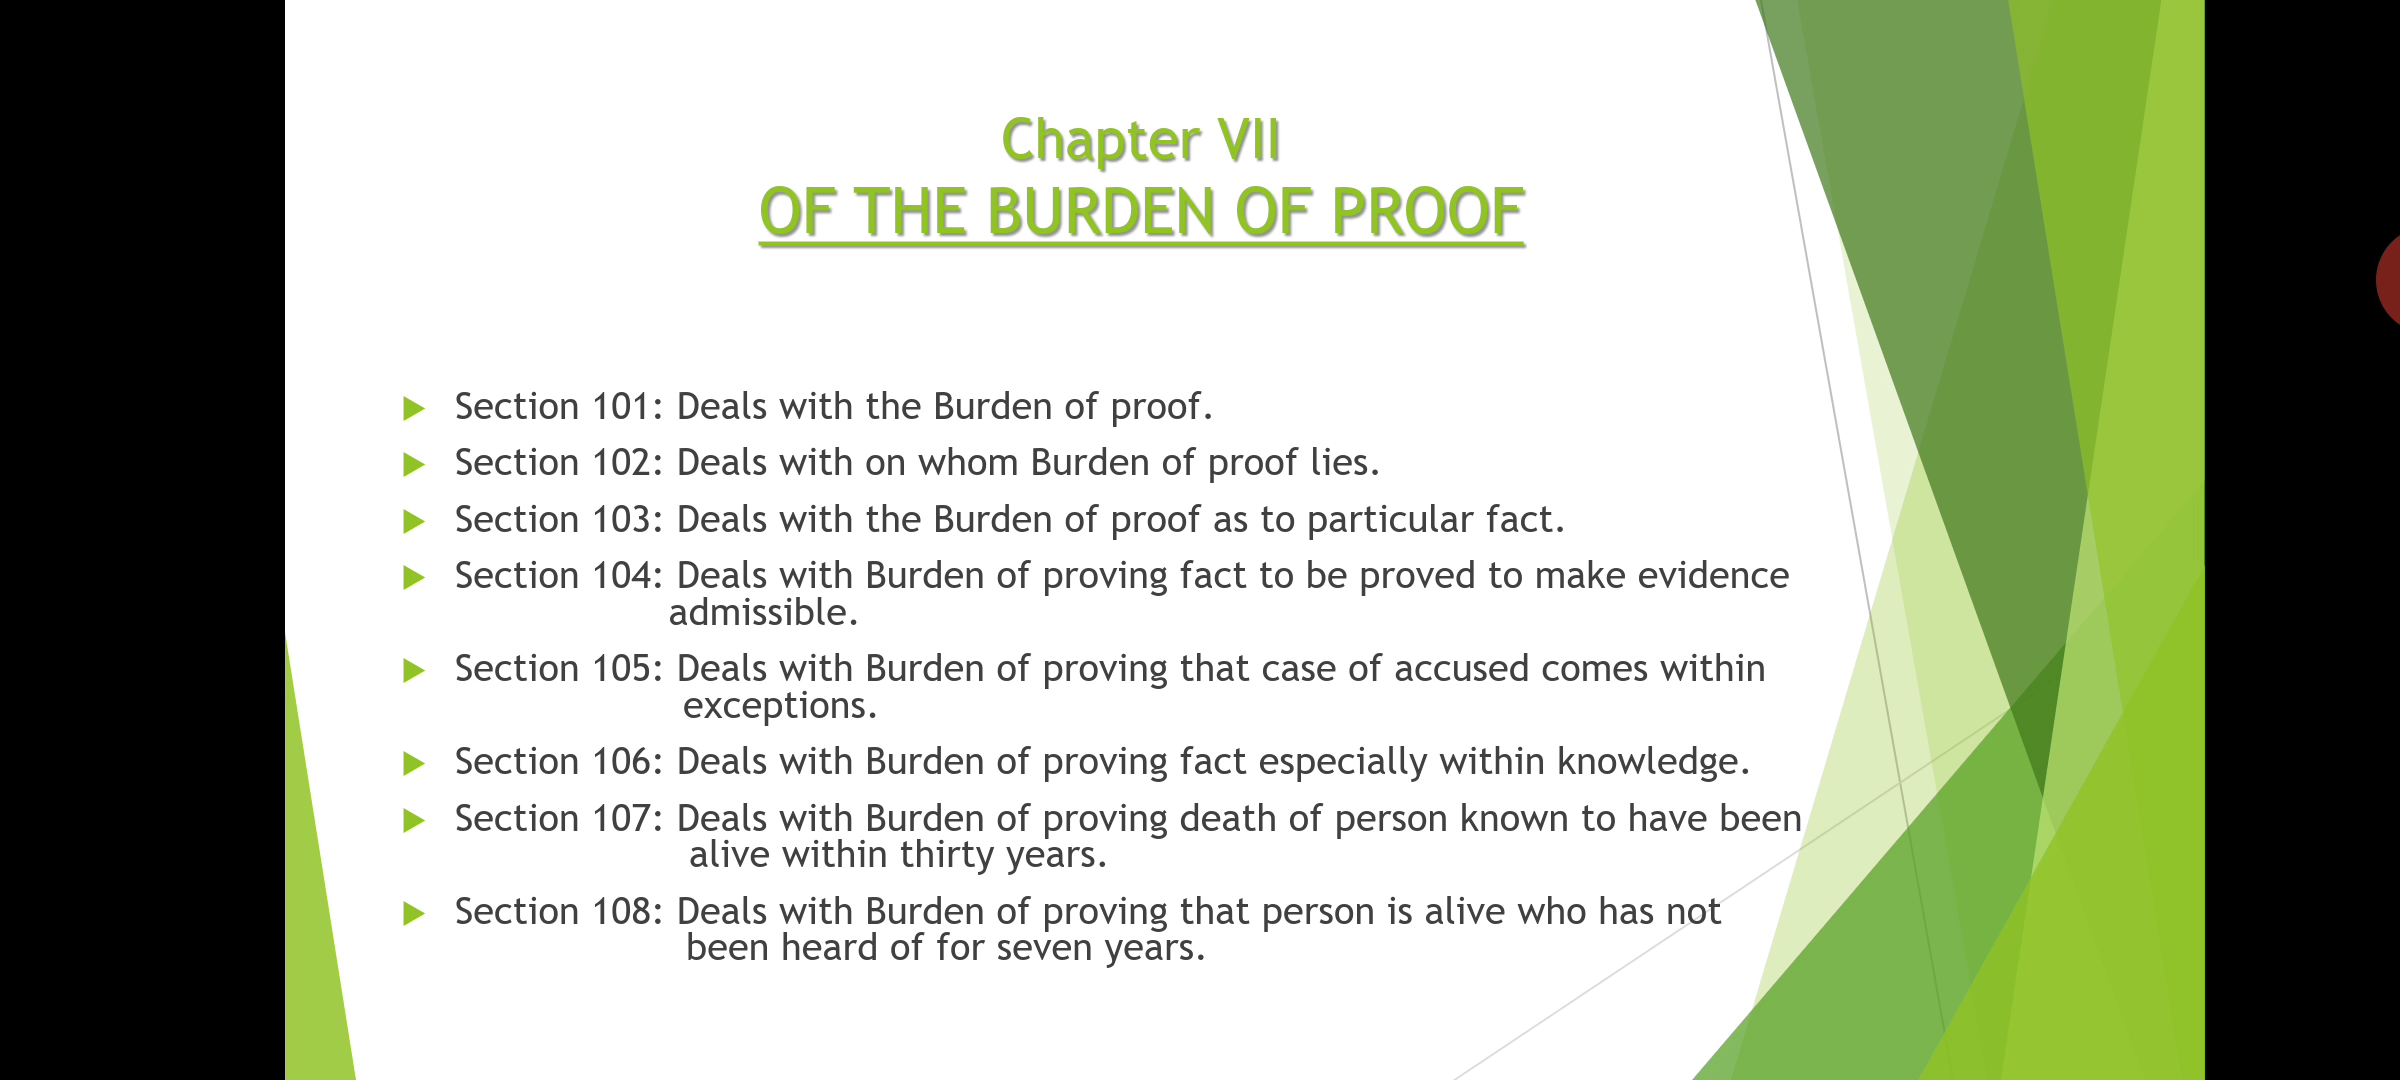 Chapter VII
OF THE BURDEN OF PROOF
Section 101: Deals with the Burden of proof.
Section 102: Deals with on whom Burden of proof lies.
Section 103: Deals with the Burden of proof as to particular fact.
Section 104: Deals with Burden of proving fact to be proved to make evidence
admissible.
Section 105: Deals with Burden of proving that case of accused comes within
exceptions.
Section 106: Deals with Burden of proving fact especially within knowledge.
Section 107: Deals with Burden of proving death of person known to have been
alive within thirty years.
Section 108: Deals with Burden of proving that person is alive who has not
been heard of for seven years.